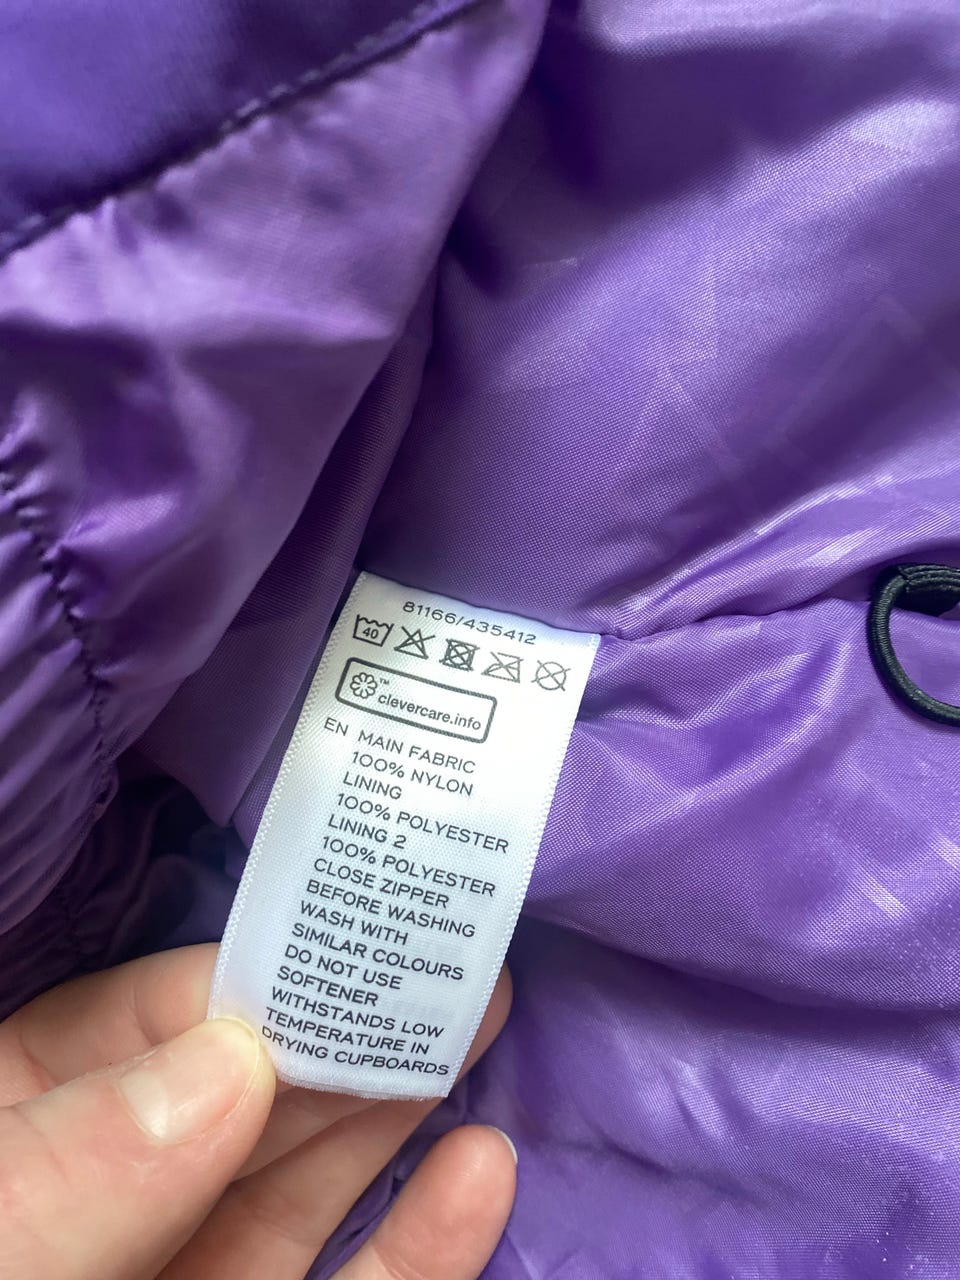 81166/435412
40
™
clevercare.info
EN MAIN FABRIC
100% NYLON
LINING
100% POLYESTER
LINING 2
100% POLYESTER
CLOSE ZIPPER
BEFORE WASHING
WASH WITH
SIMILAR COLOURS
DO NOT USE
SOFTENER
WITHSTANDS LOW
TEMPERATURE IN
DRYING CUPBOARDS